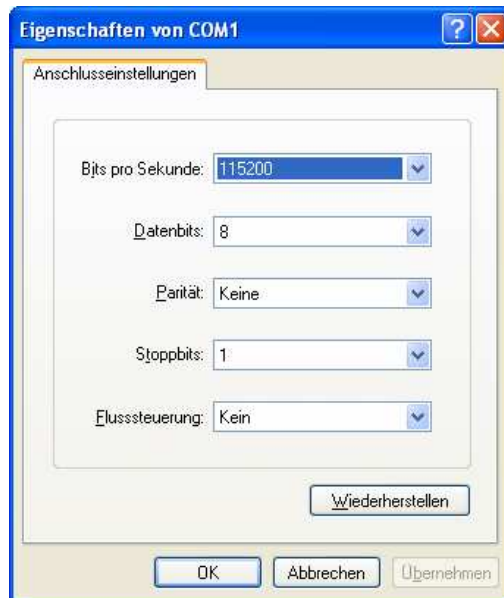 Eigenschaften von COM1
?
X
Anschlusseinstellungen
Bits pro Sekunde: 115200
Datenbits: 8
Parität: Keine
Stoppbits: 1
Flusssteuerung: Kein
Wiederherstellen
OK Abbrechen Übernehmen